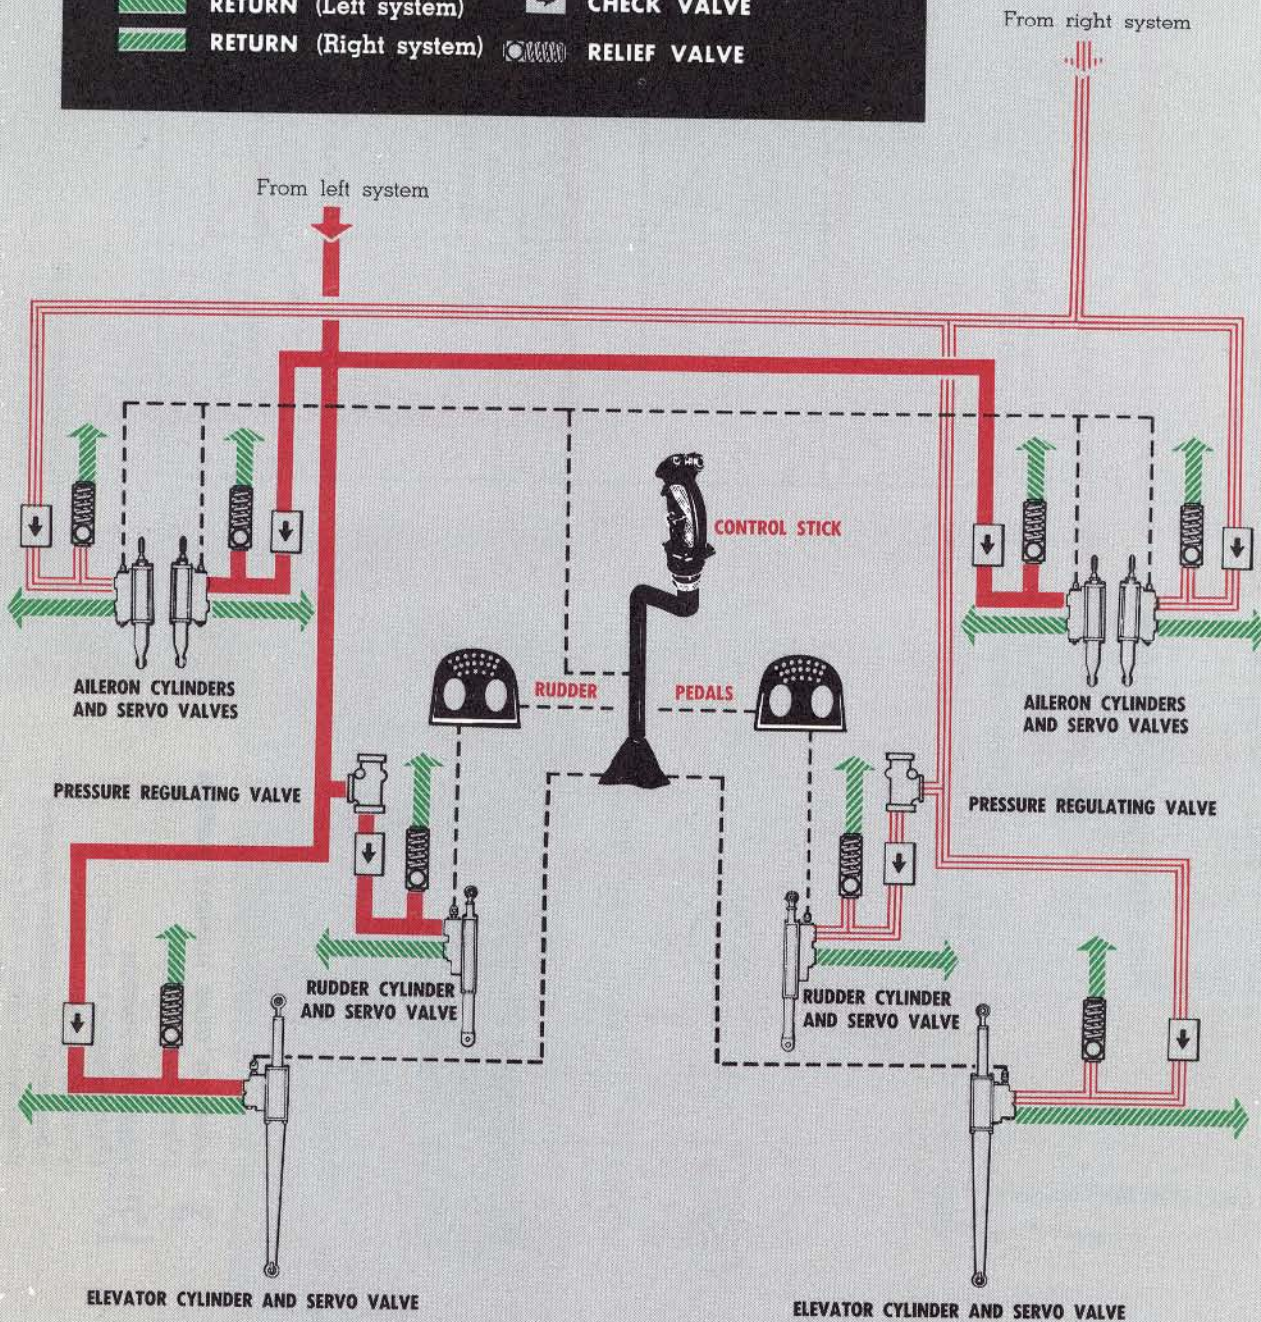 RETURN (Left system)
CHECK VALVE
RETURN (Right system)
RELIEF VALVE
From right system
From left system
CONTROL STICK
RUDDER
PEDALS
AILERON CYLINDERS
AND SERVO VALVES
AILERON CYLINDERS
AND SERVO VALVES
PRESSURE REGULATING VALVE
PRESSURE REGULATING VALVE
RUDDER CYLINDER
AND SERVO VALVE
RUDDER CYLINDER
AND SERVO VALVE
ELEVATOR CYLINDER AND SERVO VALVE
ELEVATOR CYLINDER AND SERVO VALVE